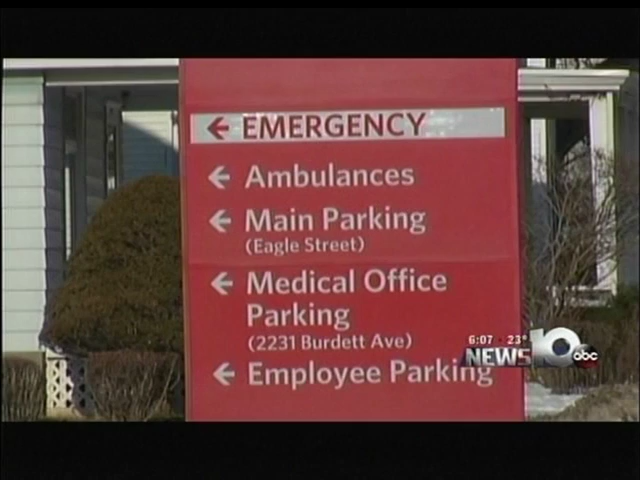 EMERGENCY
Ambulances
Main Parking
(Eagle Street)
Medical Office
Parking
(2231 Burdett Ave)
Employee Parking
6:07 23°
NEWS 10 abc